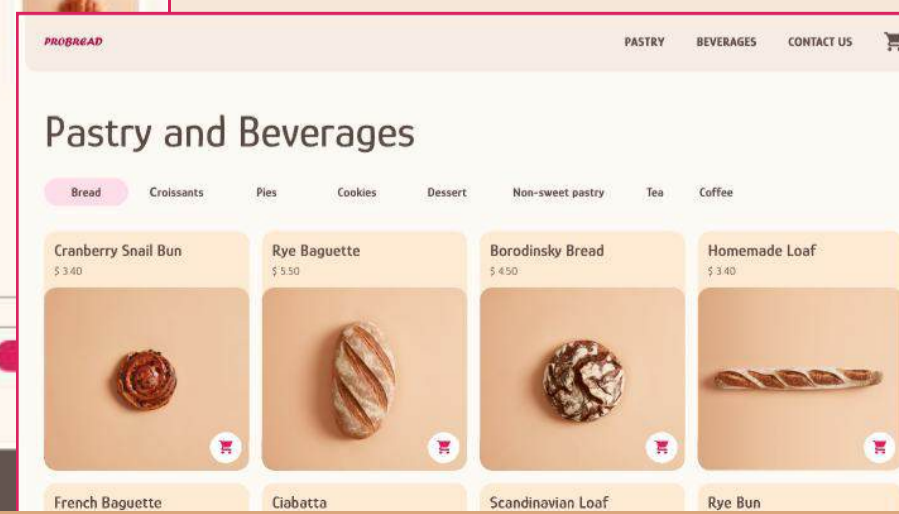 PROBREAD
PASTRY BEVERAGES CONTACT US
Pastry and Beverages
Bread Croissants Pies Cookies Dessert Non-sweet pastry Tea Coffee
Cranberry Snail Bun Rye Baguette Borodinsky Bread Homemade Loaf
$ 3.40 $ 5.50 $ 4.50 $ 3.40
French Baguette Ciabatta Scandinavian Loaf Rye Bun